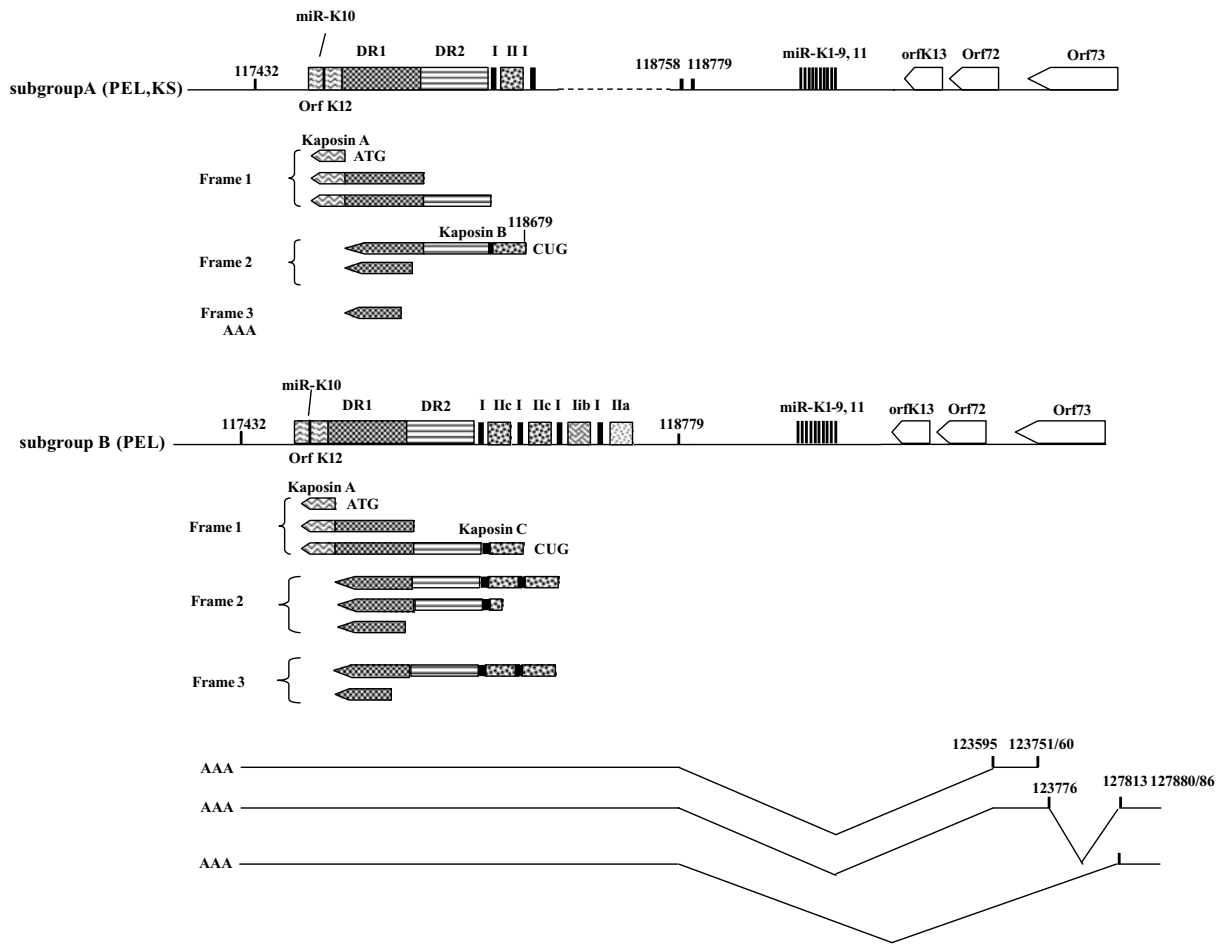 miR-K10
DR1 DR2 I II I
117432
118758 118779
miR-K1-9, 11
orfK13 Orf72 Orf73
subgroupA (PEL,KS)
Orf K12
Kaposin A
ATG
Frame 1
118679
Kaposin B
CUG
Frame 2
Frame 3
AAA
miR-K10
DR1 DR2 I IIc I IIc I Iib I IIa
miR-K1-9, 11
orfK13 Orf72 Orf73
117432
118779
subgroup B (PEL)
Orf K12
Kaposin A
ATG
Frame 1
Kaposin C
CUG
Frame 2
Frame 3
123595 123751/60
AAA
123776
127813 127880/86
AAA
AAA